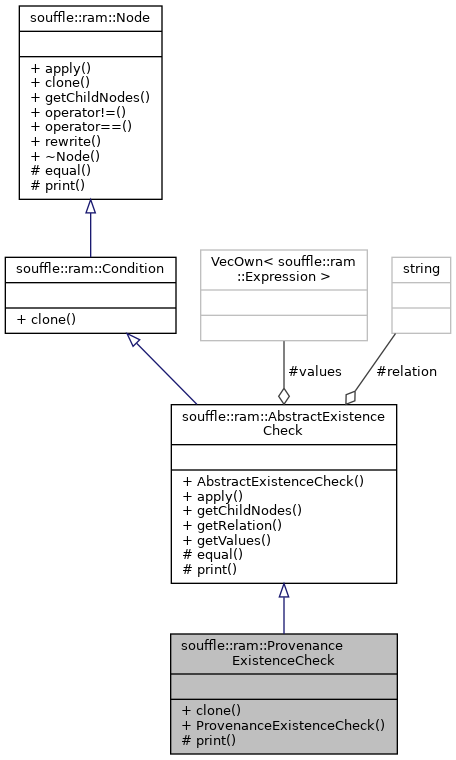 souffle::ram::Node
+ apply()
+ clone()
+ getChildNodes()
+ operator!=()
+ operator==()
+ rewrite()
+ ~Node()
# equal()
# print()
souffle::ram::Condition
+ clone()
VecOwn< souffle::ram
::Expression >
string
#values
#relation
souffle::ram::AbstractExistence
Check
+ AbstractExistenceCheck()
+ apply()
+ getChildNodes()
+ getRelation()
+ getValues()
# equal()
# print()
souffle::ram::Provenance
ExistenceCheck
+ clone()
+ ProvenanceExistenceCheck()
# print()